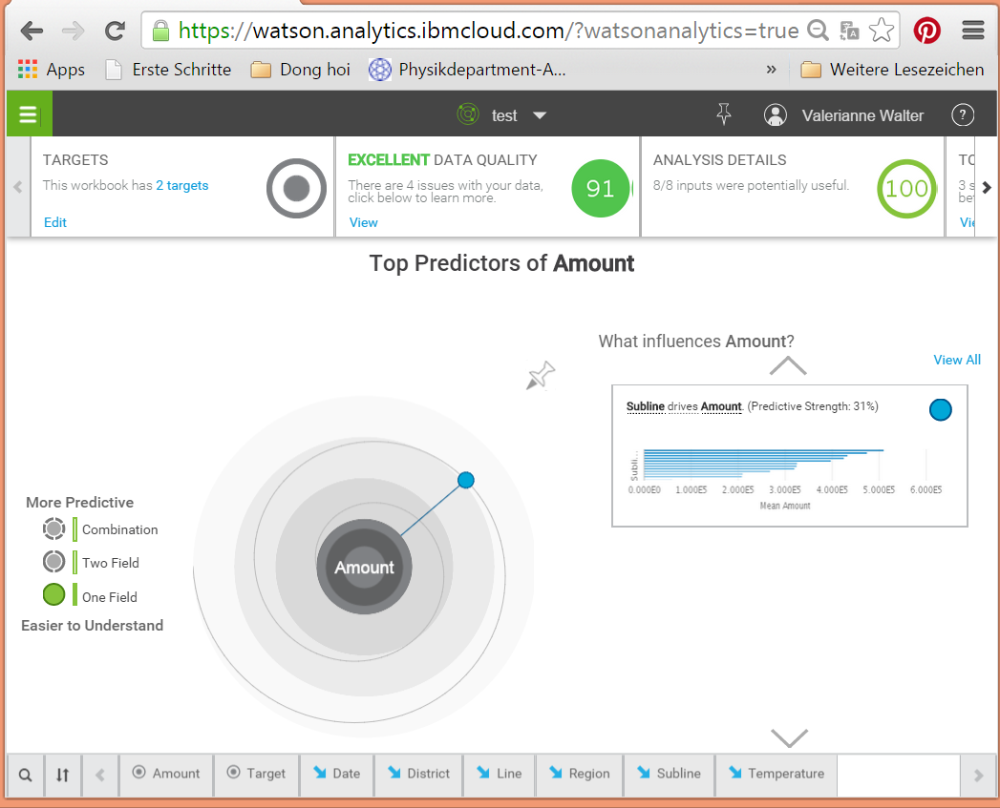 https://watson.analytics.ibmcloud.com/?watsonanalytics=true
Apps Erste Schritte Dong hoi Physikdepartment-A... » Weitere Lesezeichen
test Valerianne Walter ?
TARGETS
This workbook has 2 targets
Edit
EXCELLENT DATA QUALITY
There are 4 issues with your data,
click below to learn more.
View
91
ANALYSIS DETAILS
8/8 inputs were potentially useful.
100
Top Predictors of Amount
What influences Amount?
View All
Subline drives Amount. (Predictive Strength: 31%)
Subli...
0.000E0 1.000E5 2.000E5 3.000E5 4.000E5 5.000E5 6.000E5
Mean Amount
More Predictive
Combination
Two Field
One Field
Easier to Understand
Amount
Amount Target Date District Line Region Subline Temperature